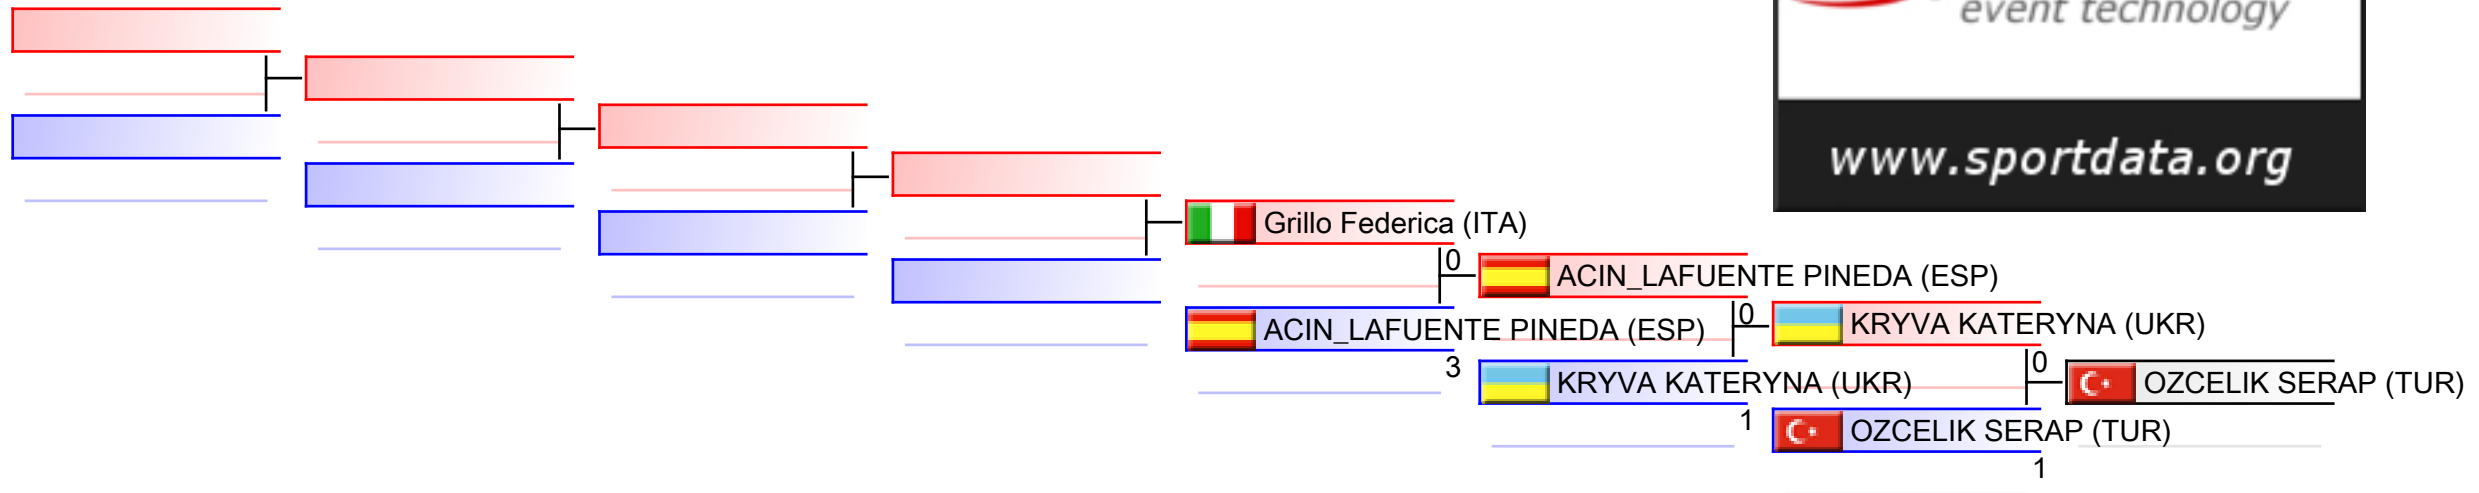 event technology
www.sportdata.org
Grillo Federica (ITA)
0
ACIN_LAFUENTE PINEDA (ESP)
ACIN_LAFUENTE PINEDA (ESP)
3
0
KRYVA KATERYNA (UKR)
KRYVA KATERYNA (UKR)
1
0
OZCELIK SERAP (TUR)
OZCELIK SERAP (TUR)
1